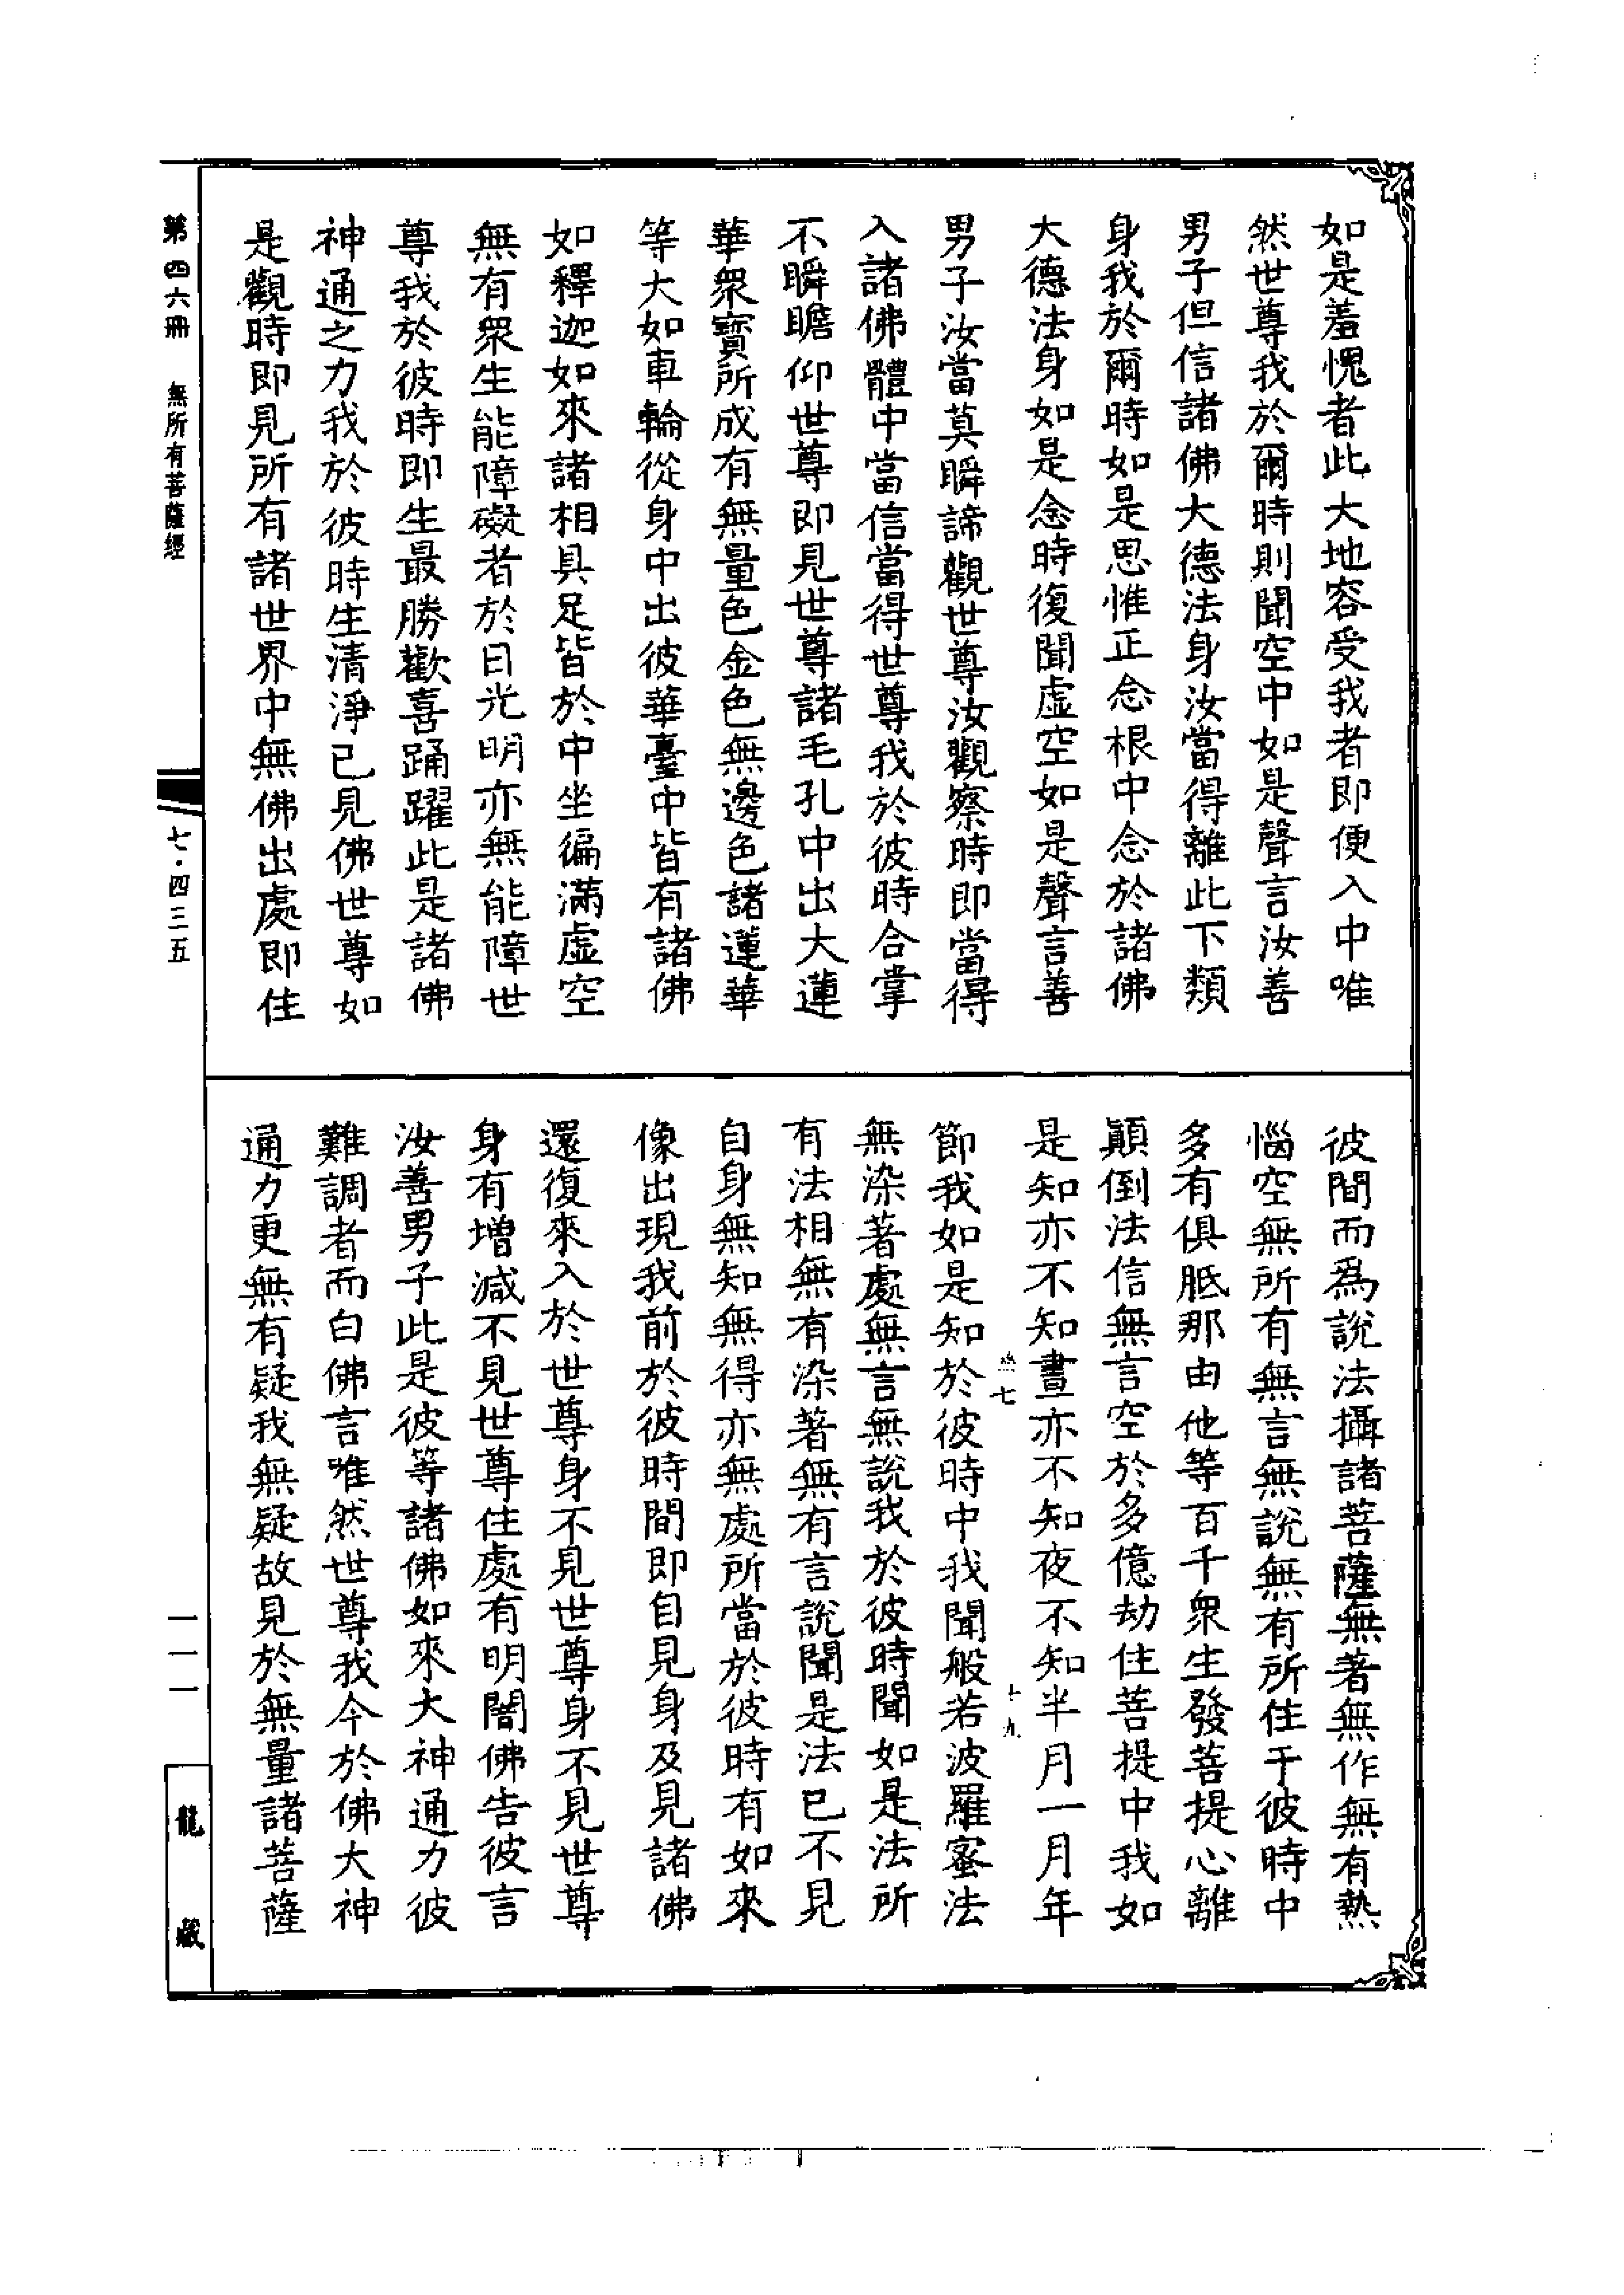 如是羞愧者此大地容受我者即便入中唯
然世尊我於爾時則聞空中如是聲言汝善
男子但信諸佛大德法身汝當得離此下類
身我於爾時如是思惟正念根中念於諸佛
大德法身如是念時復聞虛空如是聲言善
男子汝當莫瞬諦觀世尊汝觀察時即當得
入諸佛體中當信當得世尊我於彼時合掌
不瞬瞻仰世尊即見世尊諸毛孔中出大蓮
華眾寶所成有無量色金色無邊色諸蓮華
等大如車輪從身中出彼華臺中皆有諸佛
如釋迦如來諸相具足皆於中坐徧滿虛空
無有眾生能障礙者於日光明亦無能障世
尊我於彼時即生最勝歡喜踊躍此是諸佛
神通之力我於彼時生清淨已見佛世尊如
是觀時即見所有諸世界中無佛出處即住
彼間而為說法攝諸菩薩無著無作無有熱
惱空無所有無言無說無有所住于彼時中
多有俱胝那由他等百千眾生發菩提心離
顛倒法信無言空於多億劫住菩提中我如
是知亦不知晝亦不知夜不知半月一月年
七 十九
節我如是知於彼時中我聞般若波羅蜜法
無染著處無言無說我於彼時聞如是法所
有法相無有染著無有言說聞是法已不見
自身無知無得亦無處所當於彼時有如來
像出現我前於彼時間即自見身及見諸佛
還復來入於世尊身不見世尊身不見世尊
身有增減不見世尊住處有明闇佛告彼言
汝善男子此是彼等諸佛如來大神通力彼
難調者而白佛言唯然世尊我今於佛大神
通力更無有疑我無疑故見於無量諸菩薩
第四六冊 無所有菩薩經
七·四三五
一一一
龍藏